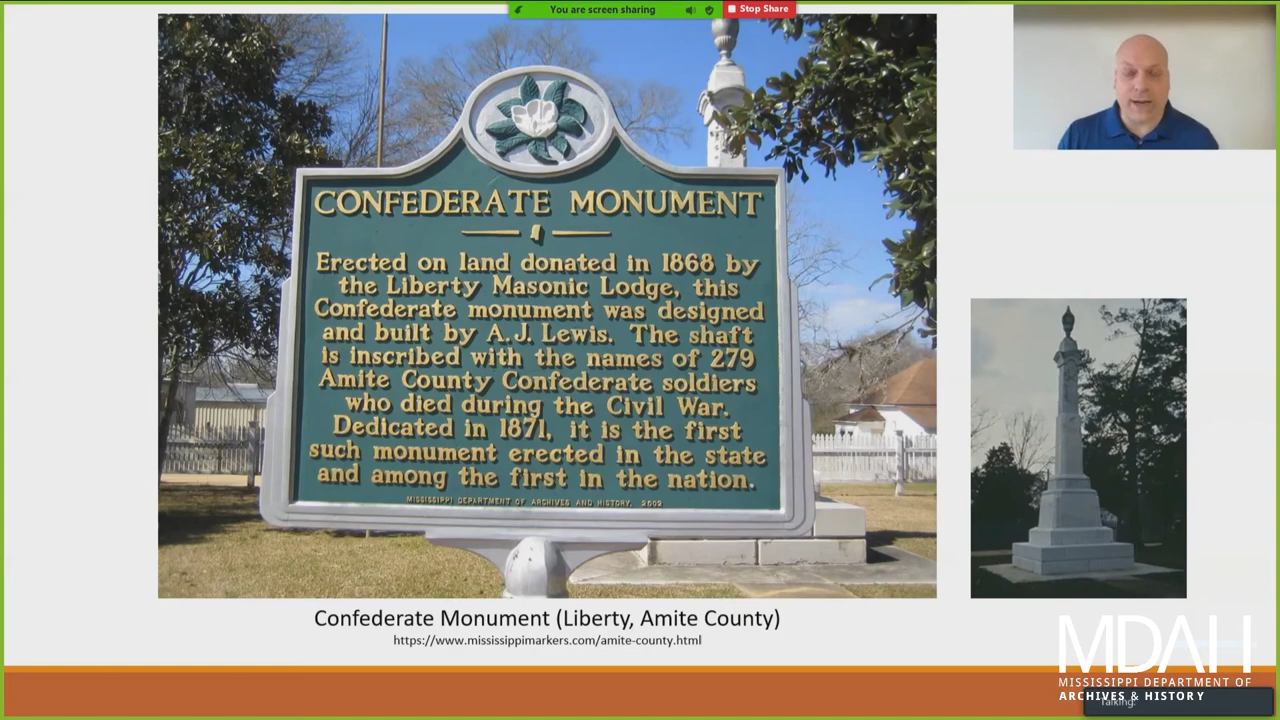 You are screen sharing
Stop Share
CONFEDERATE MONUMENT
Erected on land donated in 1868 by
the Liberty Masonic Lodge, this
Confederate monument was designed
and built by A.J. Lewis. The shaft
is inscribed with the names of 279
Amite County Confederate soldiers
who died during the Civil War.
Dedicated in 1871, it is the first
such monument erected in the state
and among the first in the nation.
MISSISSIPPI DEPARTMENT OF ARCHIVES AND HISTORY, 2002
Confederate Monument (Liberty, Amite County)
https://www.mississippimarkers.com/amite-county.html
MDAH
MISSISSIPPI DEPARTMENT OF
ARCHIVES & HISTORY
Talking: